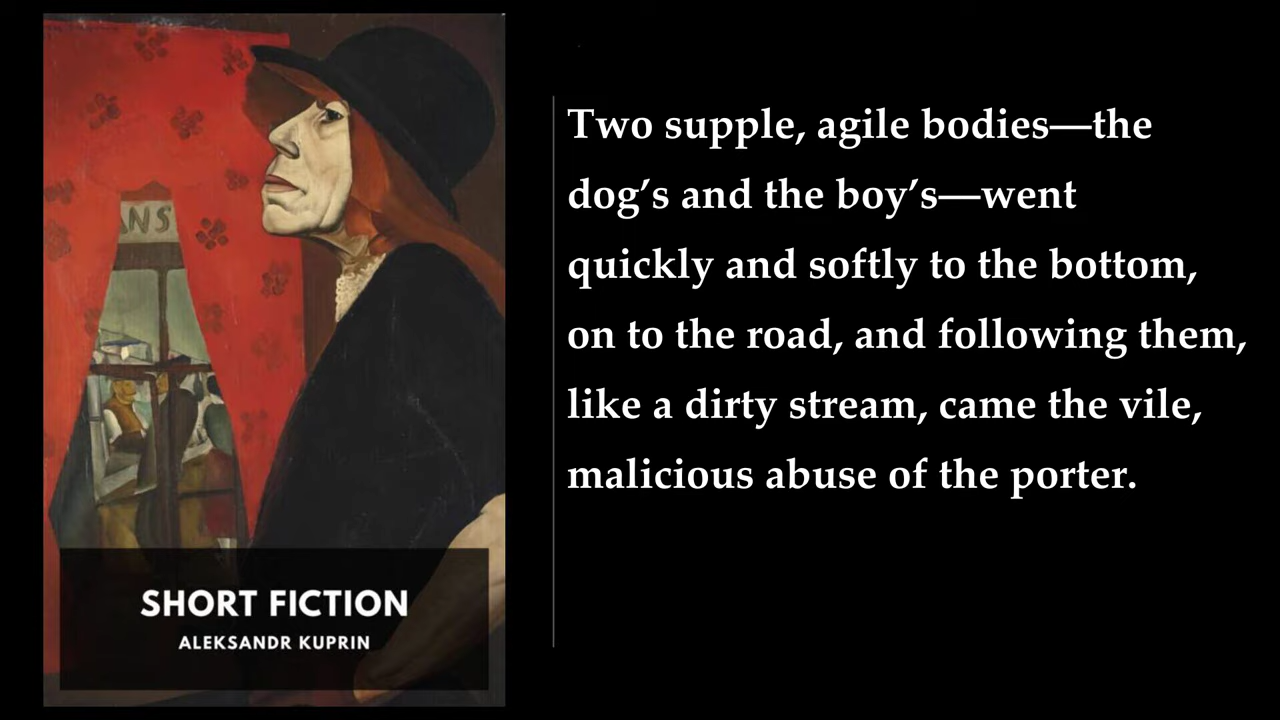 ANS
SHORT FICTION
ALEKSANDR KUPRIN
Two supple, agile bodies—the
dog’s and the boy’s—went
quickly and softly to the bottom,
on to the road, and following them,
like a dirty stream, came the vile,
malicious abuse of the porter.